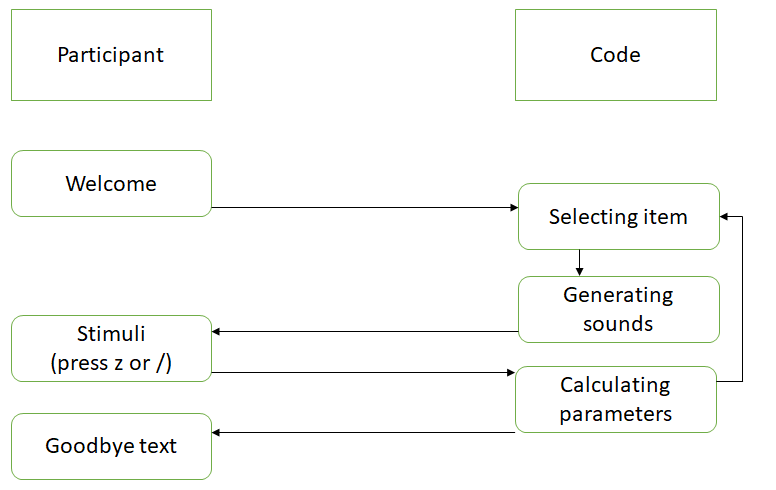 Participant
Code
Welcome
Selecting item
Generating
sounds
Stimuli
(press z or /)
Calculating
parameters
Goodbye text